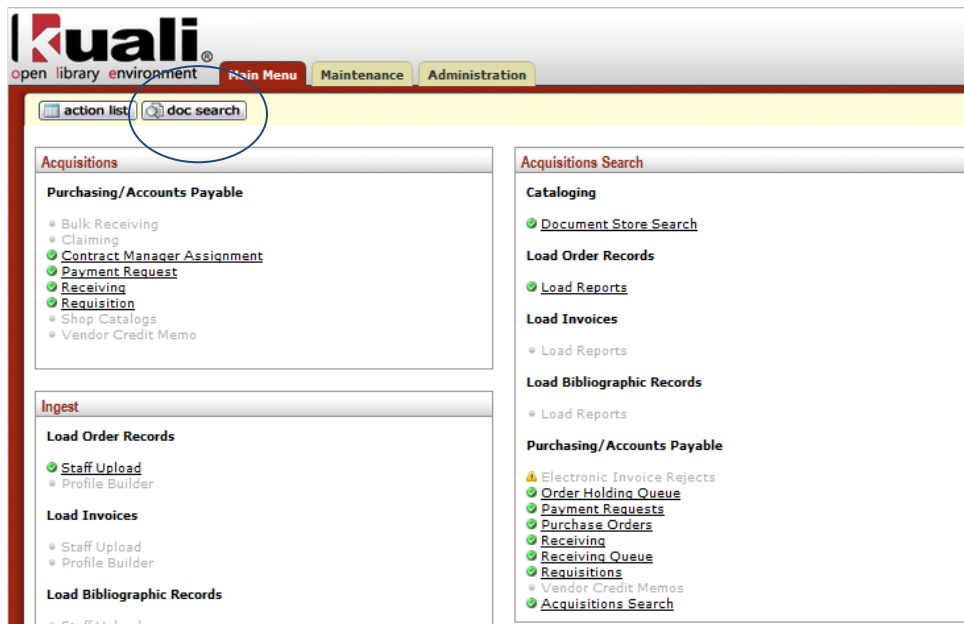 kuali®
open library environment
Main Menu
Maintenance
Administration
action list
doc search
Acquisitions
Purchasing/Accounts Payable
Bulk Receiving
Claiming
Contract Manager Assignment
Payment Request
Receiving
Requisition
Shop Catalogs
Vendor Credit Memo
Ingest
Load Order Records
Staff Upload
Profile Builder
Load Invoices
Staff Upload
Profile Builder
Load Bibliographic Records
Staff Upload
Acquisitions Search
Cataloging
Document Store Search
Load Order Records
Load Reports
Load Invoices
Load Reports
Load Bibliographic Records
Load Reports
Purchasing/Accounts Payable
Electronic Invoice Rejects
Order Holding Queue
Payment Requests
Purchase Orders
Receiving
Receiving Queue
Requisitions
Vendor Credit Memos
Acquisitions Search